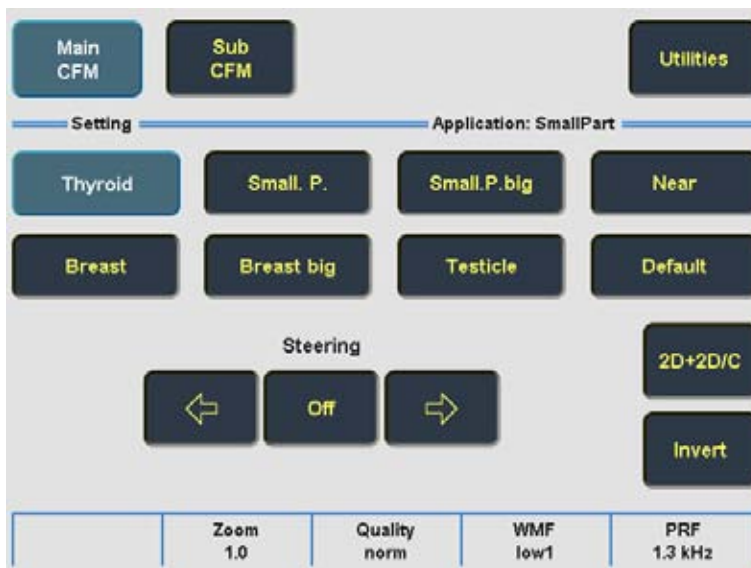 Main
CFM
Sub
CFM
Utilities
Setting
Application: SmallPart
Thyroid
Small. P.
Small.P.big
Near
Breast
Breast big
Testicle
Default
Steering
Off
2D+2D/C
Invert
Zoom
1.0
Quality
norm
WMF
low1
PRF
1.3 kHz